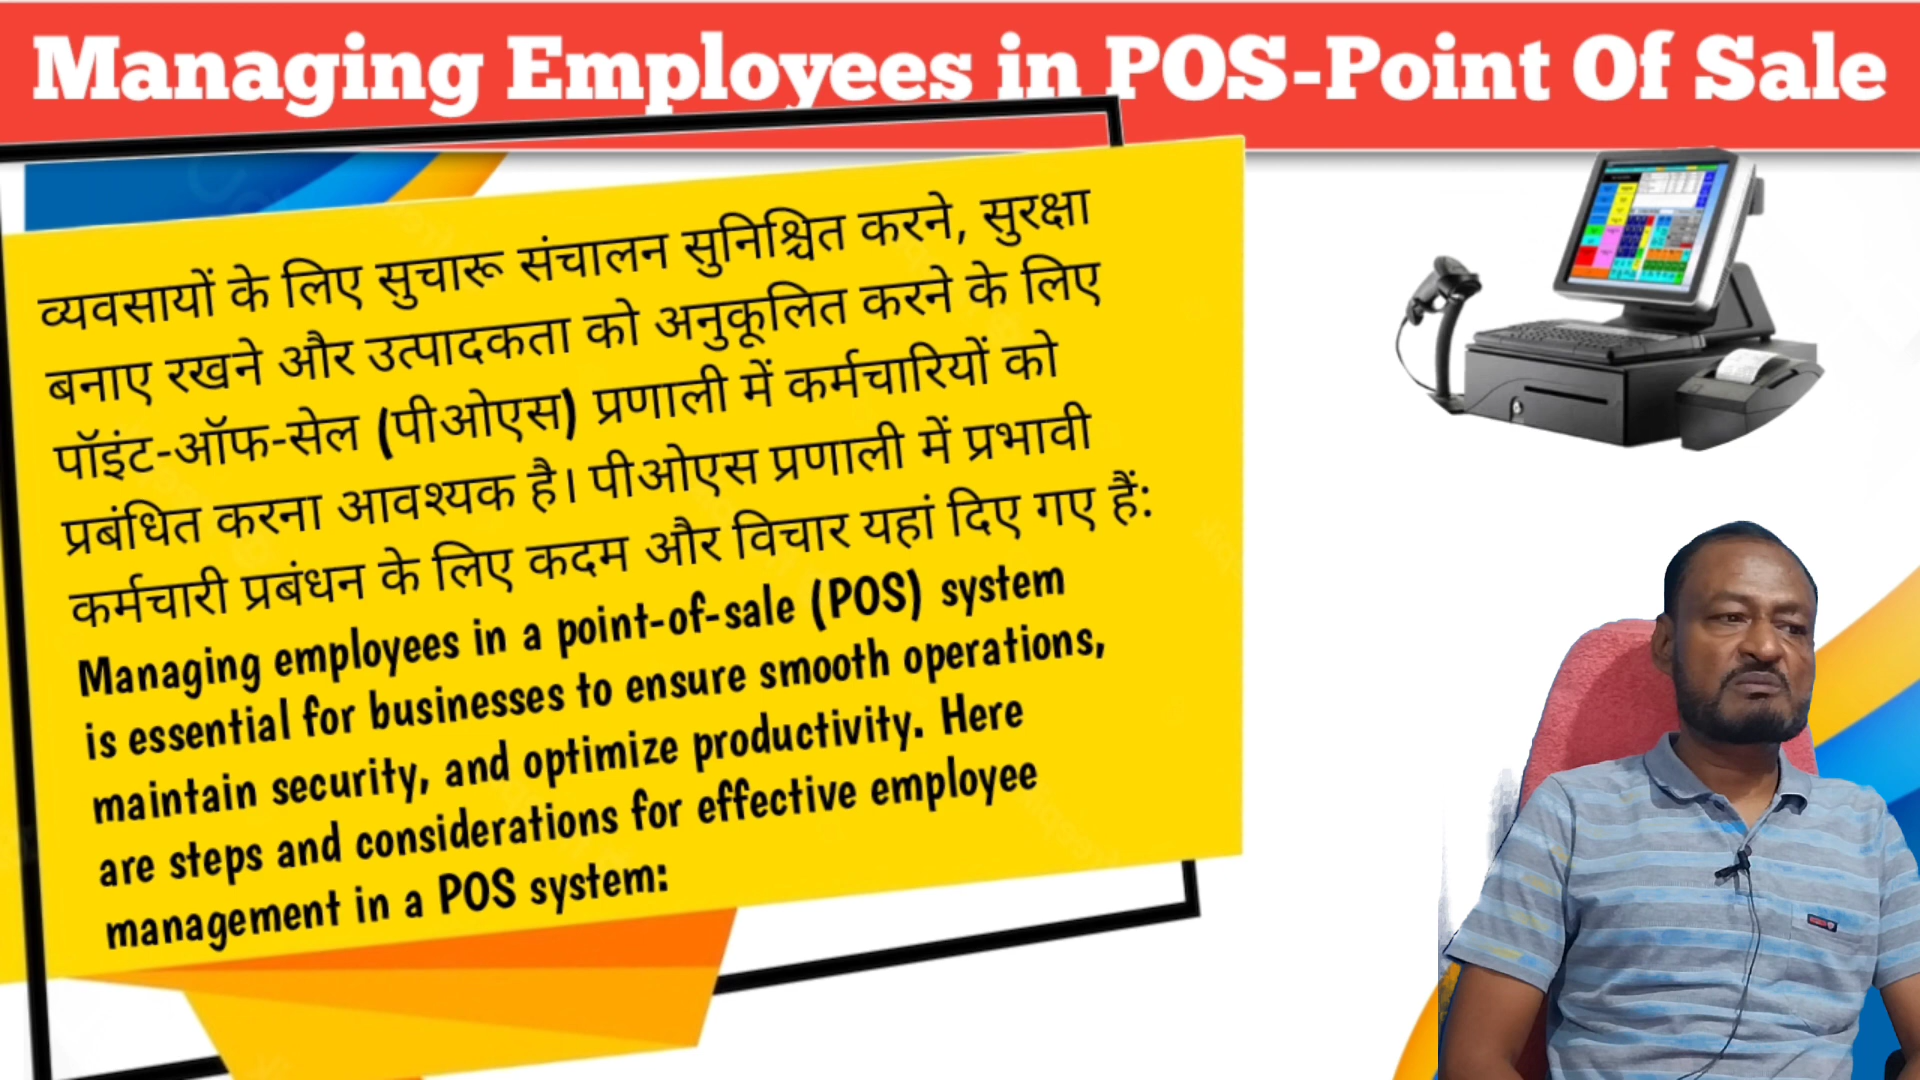 Managing Employees in POS-Point Of Sale
व्यवसायों के लिए सुचारू संचालन सुनिश्चित करने, सुरक्षा
बनाए रखने और उत्पादकता को अनुकूलित करने के लिए
पॉइंट-ऑफ-सेल (पीओएस) प्रणाली में कर्मचारियों को
प्रबंधित करना आवश्यक है। पीओएस प्रणाली में प्रभावी
कर्मचारी प्रबंधन के लिए कदम और विचार यहां दिए गए हैं:
Managing employees in a point-of-sale (POS) system
is essential for businesses to ensure smooth operations,
maintain security, and optimize productivity. Here
are steps and considerations for effective employee
management in a POS system: